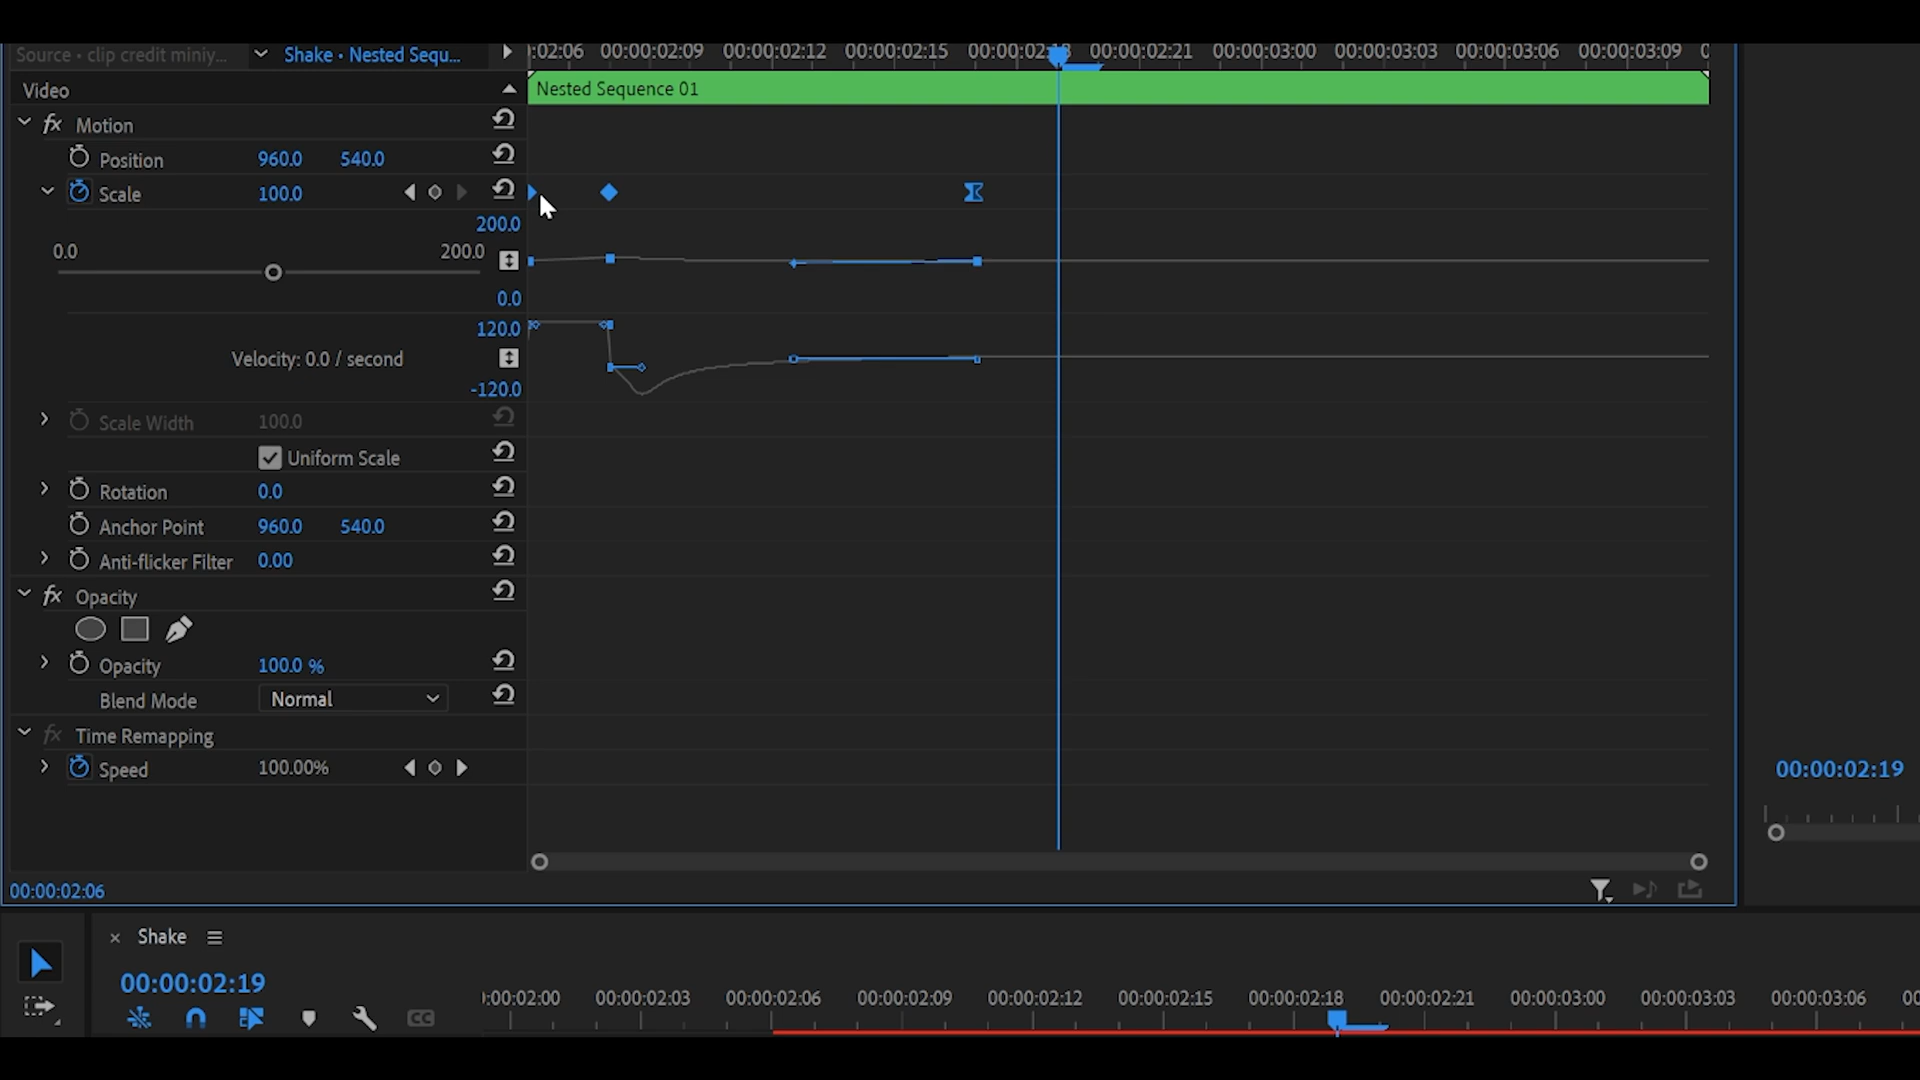 Source • clip credit miniy... Shake • Nested Sequ... :02:06 00:00:02:09 00:00:02:12 00:00:02:15 00:00:02:18 00:00:02:21 00:00:03:00 00:00:03:03 00:00:03:06 00:00:03:09 0
Video Nested Sequence 01
fx Motion
Position 960.0 540.0
Scale 100.0
200.0
0.0 200.0
0.0
120.0
Velocity: 0.0 / second
-120.0
Scale Width 100.0
Uniform Scale
Rotation 0.0
Anchor Point 960.0 540.0
Anti-flicker Filter 0.00
fx Opacity
Opacity 100.0 %
Blend Mode Normal
fx Time Remapping
Speed 100.00%
00:00:02:19
00:00:02:06
× Shake
00:00:02:19
:00:02:00 00:00:02:03 00:00:02:06 00:00:02:09 00:00:02:12 00:00:02:15 00:00:02:18 00:00:02:21 00:00:03:00 00:00:03:03 00:00:03:06 00
CC